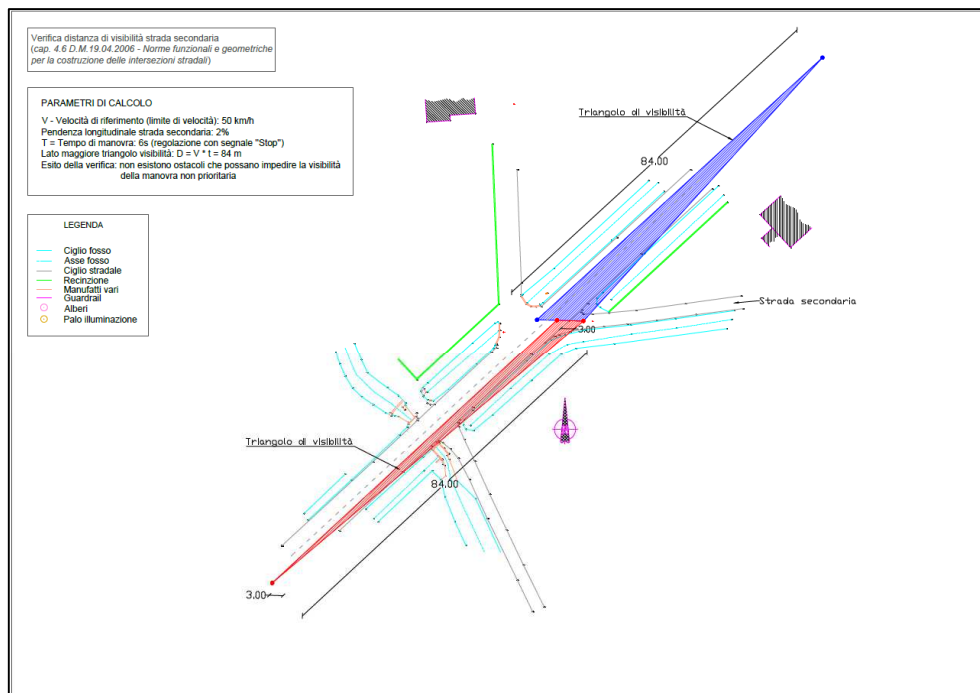 Verifica distanza di visibilità strada secondaria
(cap. 4.6 D.M.19.04.2006 - Norme funzionali e geometriche
per la costruzione delle intersezioni stradali)
PARAMETRI DI CALCOLO
V - Velocità di riferimento (limite di velocità): 50 km/h
Pendenza longitudinale strada secondaria: 2%
T = Tempo di manovra: 6s (regolazione con segnale "Stop")
Lato maggiore triangolo visibilità: D = V * t = 84 m
Esito della verifica: non esistono ostacoli che possano impedire la visibilità
della manovra non prioritaria
LEGENDA
Ciglio fosso
Asse fosso
Ciglio stradale
Recinzione
Manufatti vari
Guardrail
Alberi
Palo illuminazione
Triangolo di visibilità
84.00
Strada secondaria
3.00
Triangolo di visibilità
84.00
3.00